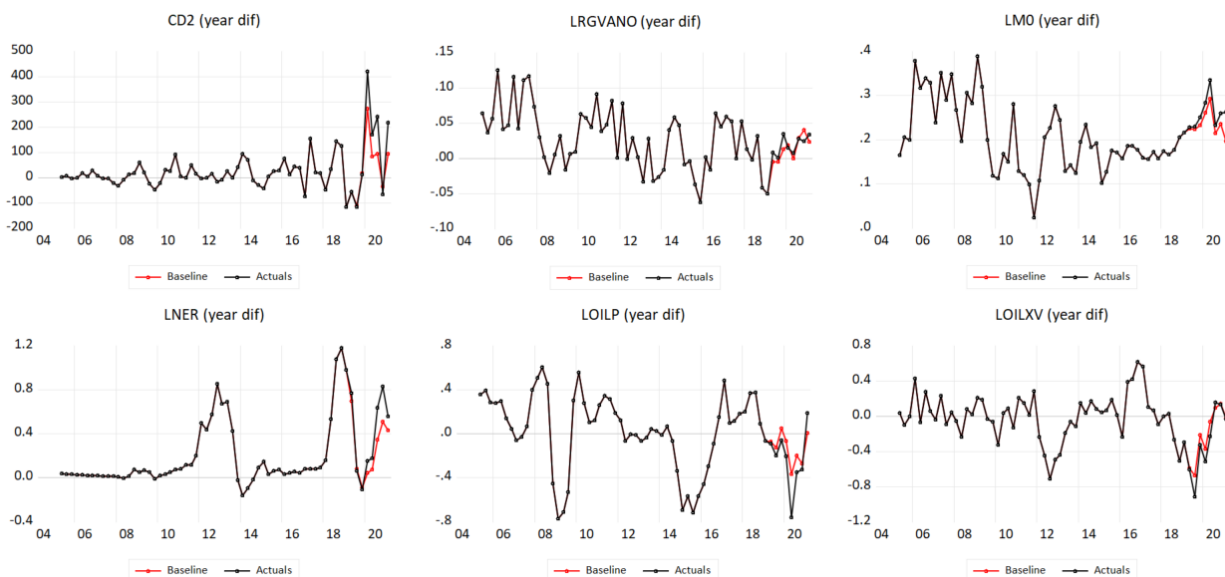 CD2 (year dif)
500
400
300
200
100
0
-100
-200
04 06 08 10 12 14 16 18 20
Baseline Actuals
LRGVANO (year dif)
.15
.10
.05
.00
-.05
-.10
04 06 08 10 12 14 16 18 20
Baseline Actuals
LM0 (year dif)
.4
.3
.2
.1
.0
04 06 08 10 12 14 16 18 20
Baseline Actuals
LNER (year dif)
1.2
0.8
0.4
0.0
-0.4
04 06 08 10 12 14 16 18 20
Baseline Actuals
LOILP (year dif)
.8
.4
.0
-.4
-.8
04 06 08 10 12 14 16 18 20
Baseline Actuals
LOILXV (year dif)
0.8
0.4
0.0
-0.4
-0.8
-1.2
04 06 08 10 12 14 16 18 20
Baseline Actuals